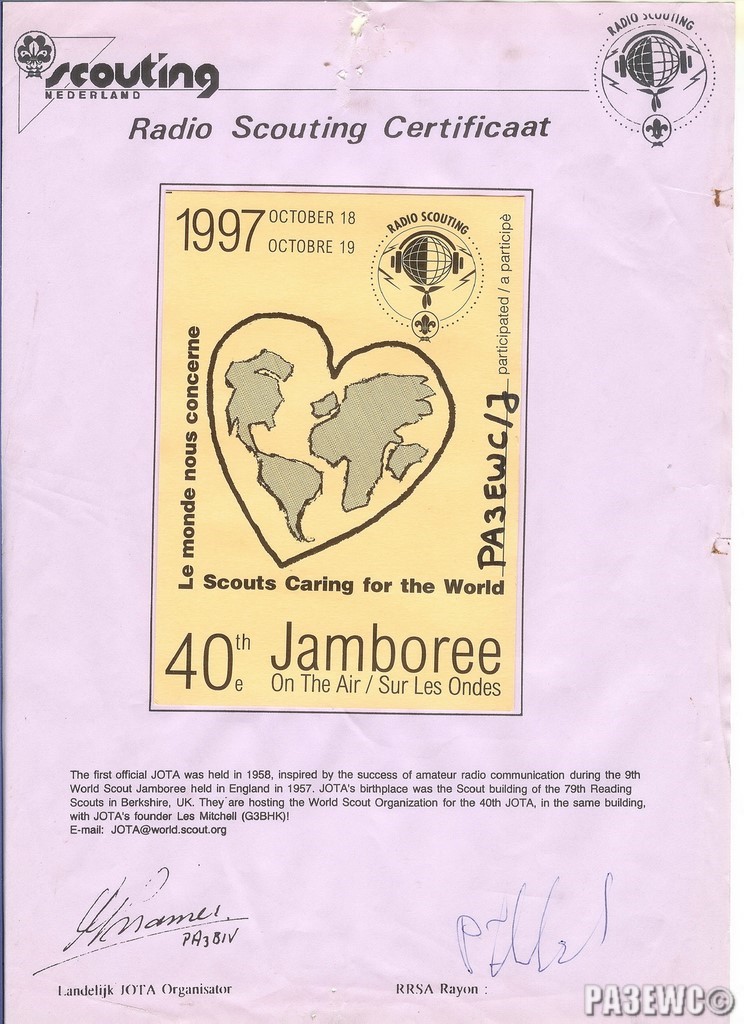 scouting
NEDERLAND
RADIO SCOUTING
Radio Scouting Certificaat
1997 OCTOBER 18
OCTOBRE 19
RADIO SCOUTING
participated / a participè
PA3EWC/J
Le monde nous concerne
Scouts Caring for the World
40th Jamboree
e On The Air / Sur Les Ondes
The first official JOTA was held in 1958, inspired by the success of amateur radio communication during the 9th
World Scout Jamboree held in England in 1957. JOTA's birthplace was the Scout building of the 79th Reading
Scouts in Berkshire, UK. They are hosting the World Scout Organization for the 40th JOTA, in the same building,
with JOTA's founder Les Mitchell (G3BHK)!
E-mail: JOTA@world.scout.org
PA3BIV
Landelijk JOTA Organisator
RRSA Rayon :
PA3EWC©